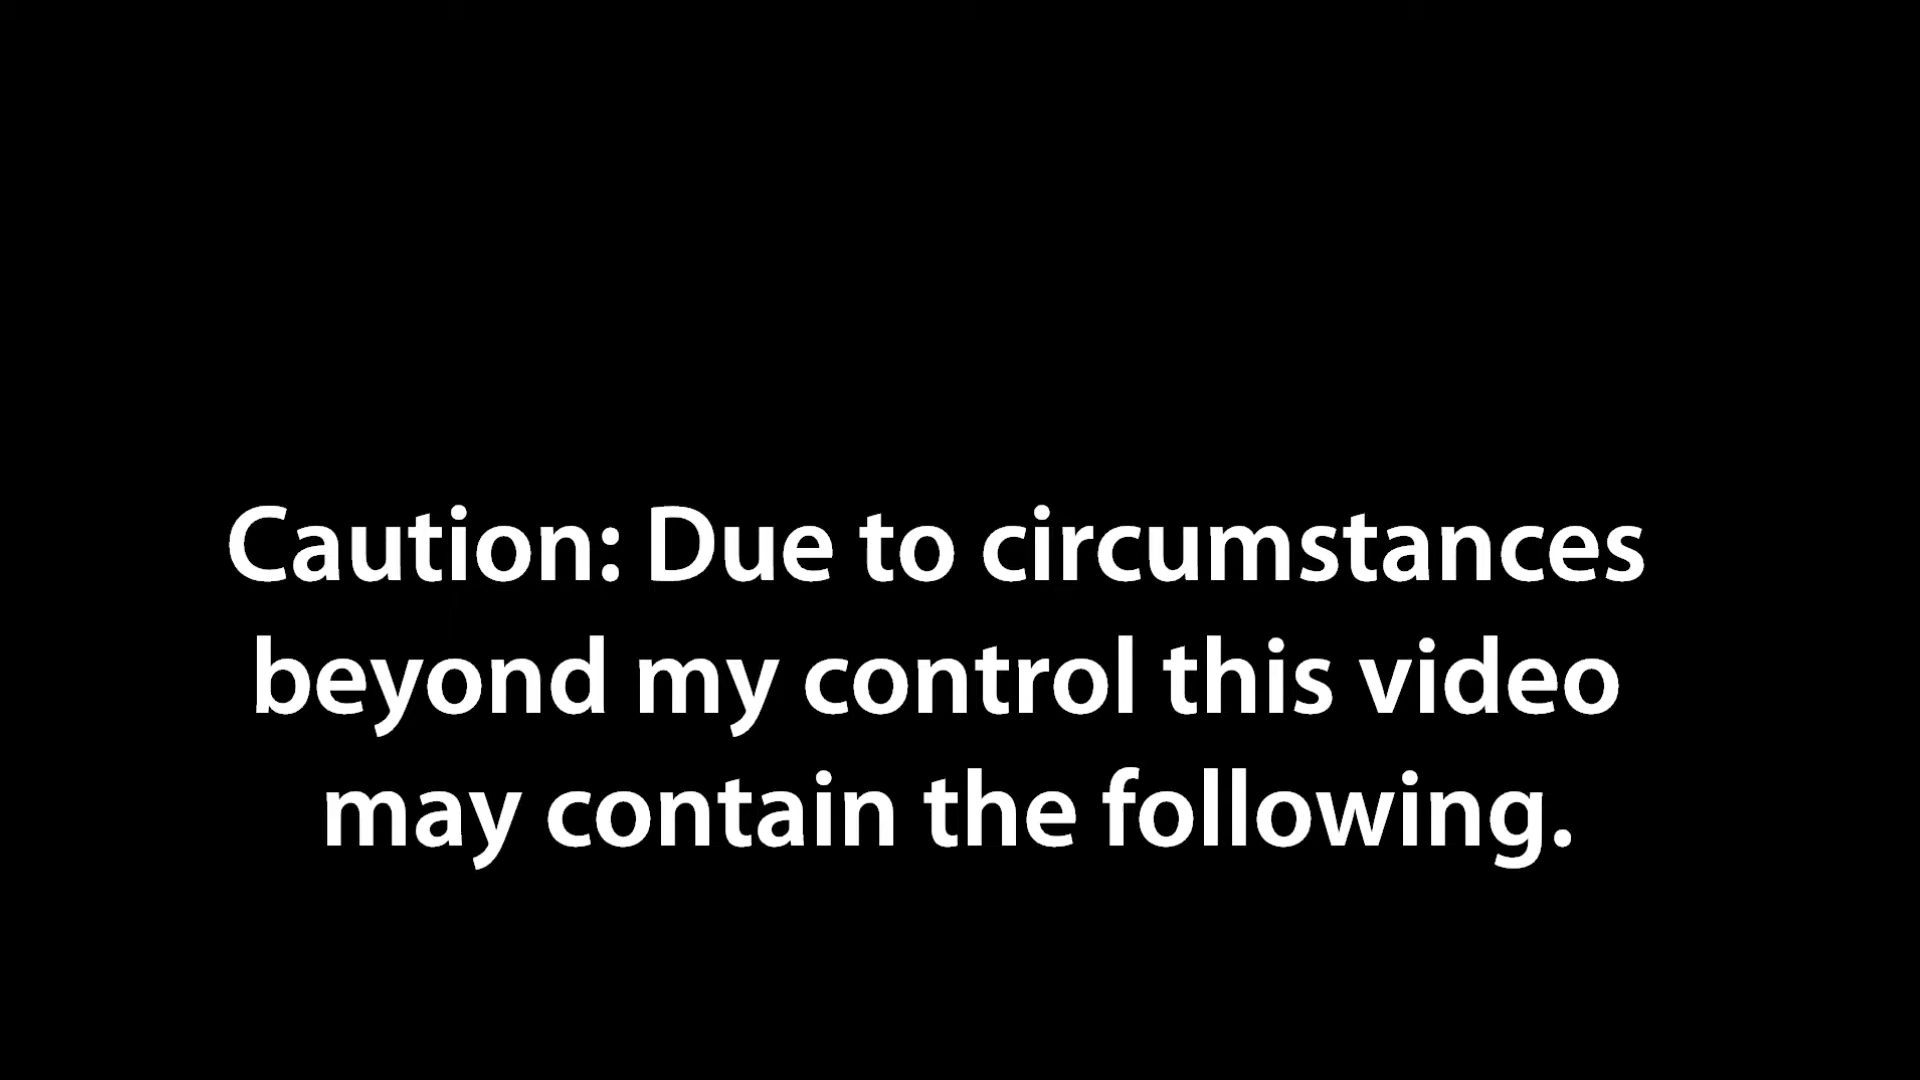 Caution: Due to circumstances
beyond my control this video
may contain the following.